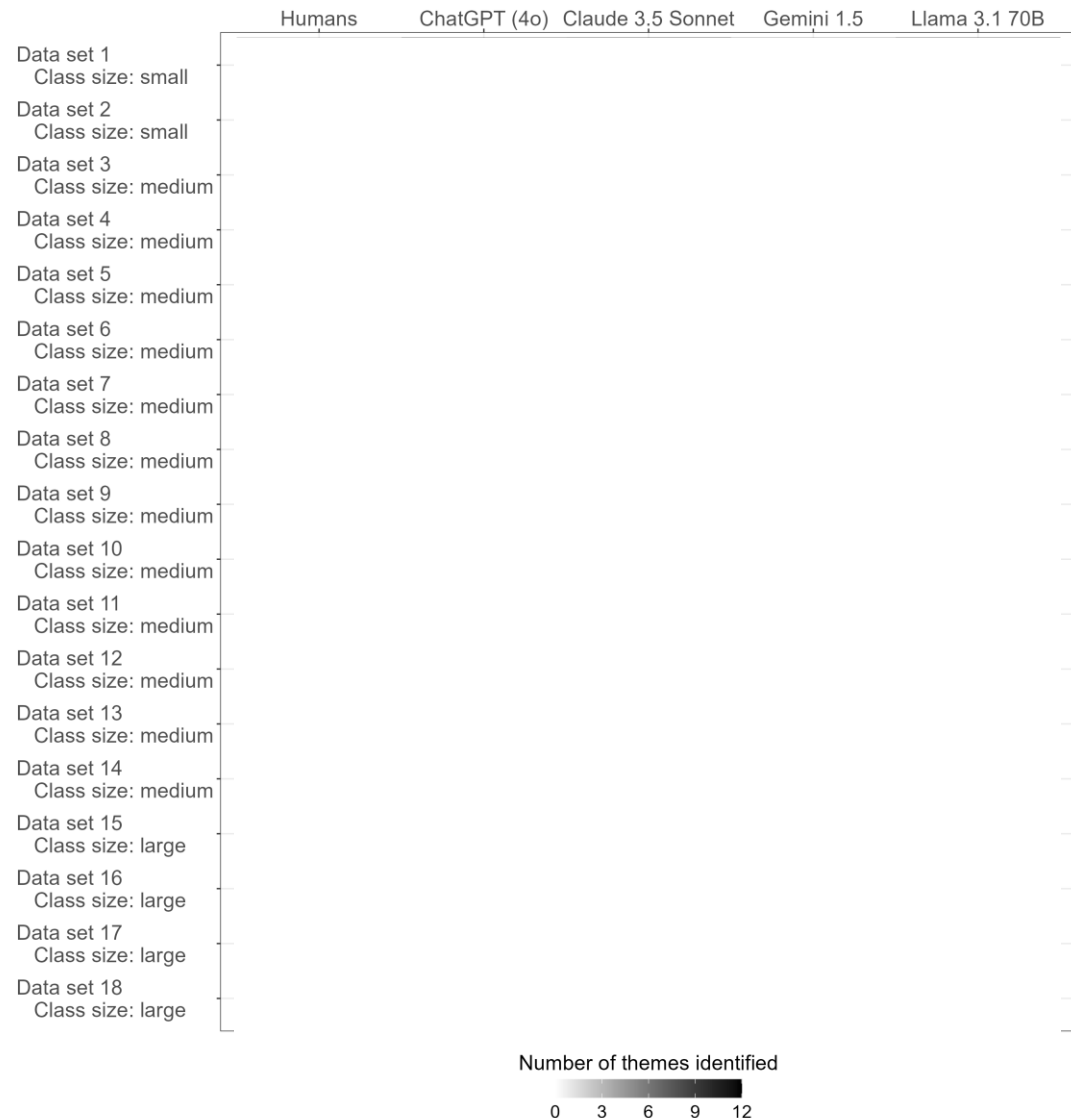 Humans ChatGPT (4o) Claude 3.5 Sonnet Gemini 1.5 Llama 3.1 70B
Data set 1
Class size: small
Data set 2
Class size: small
Data set 3
Class size: medium
Data set 4
Class size: medium
Data set 5
Class size: medium
Data set 6
Class size: medium
Data set 7
Class size: medium
Data set 8
Class size: medium
Data set 9
Class size: medium
Data set 10
Class size: medium
Data set 11
Class size: medium
Data set 12
Class size: medium
Data set 13
Class size: medium
Data set 14
Class size: medium
Data set 15
Class size: large
Data set 16
Class size: large
Data set 17
Class size: large
Data set 18
Class size: large
Number of themes identified
0 3 6 9 12